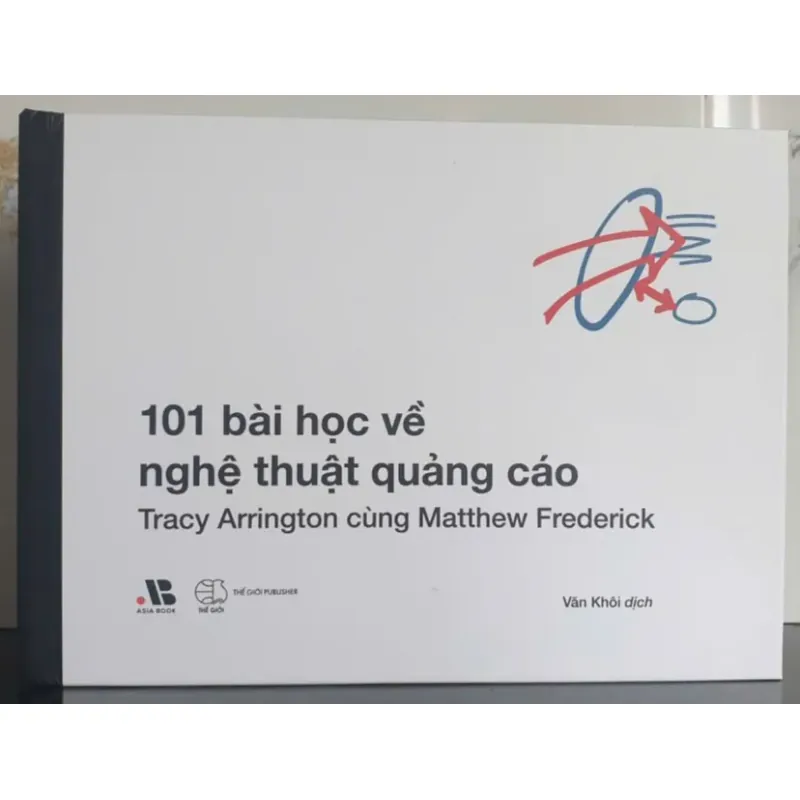 101 bài học về
nghệ thuật quảng cáo
Tracy Arrington cùng Matthew Frederick
ASIA BOOK
THẾ GIỚI
THẾ GIỚI PUBLISHER
Văn Khôi dịch